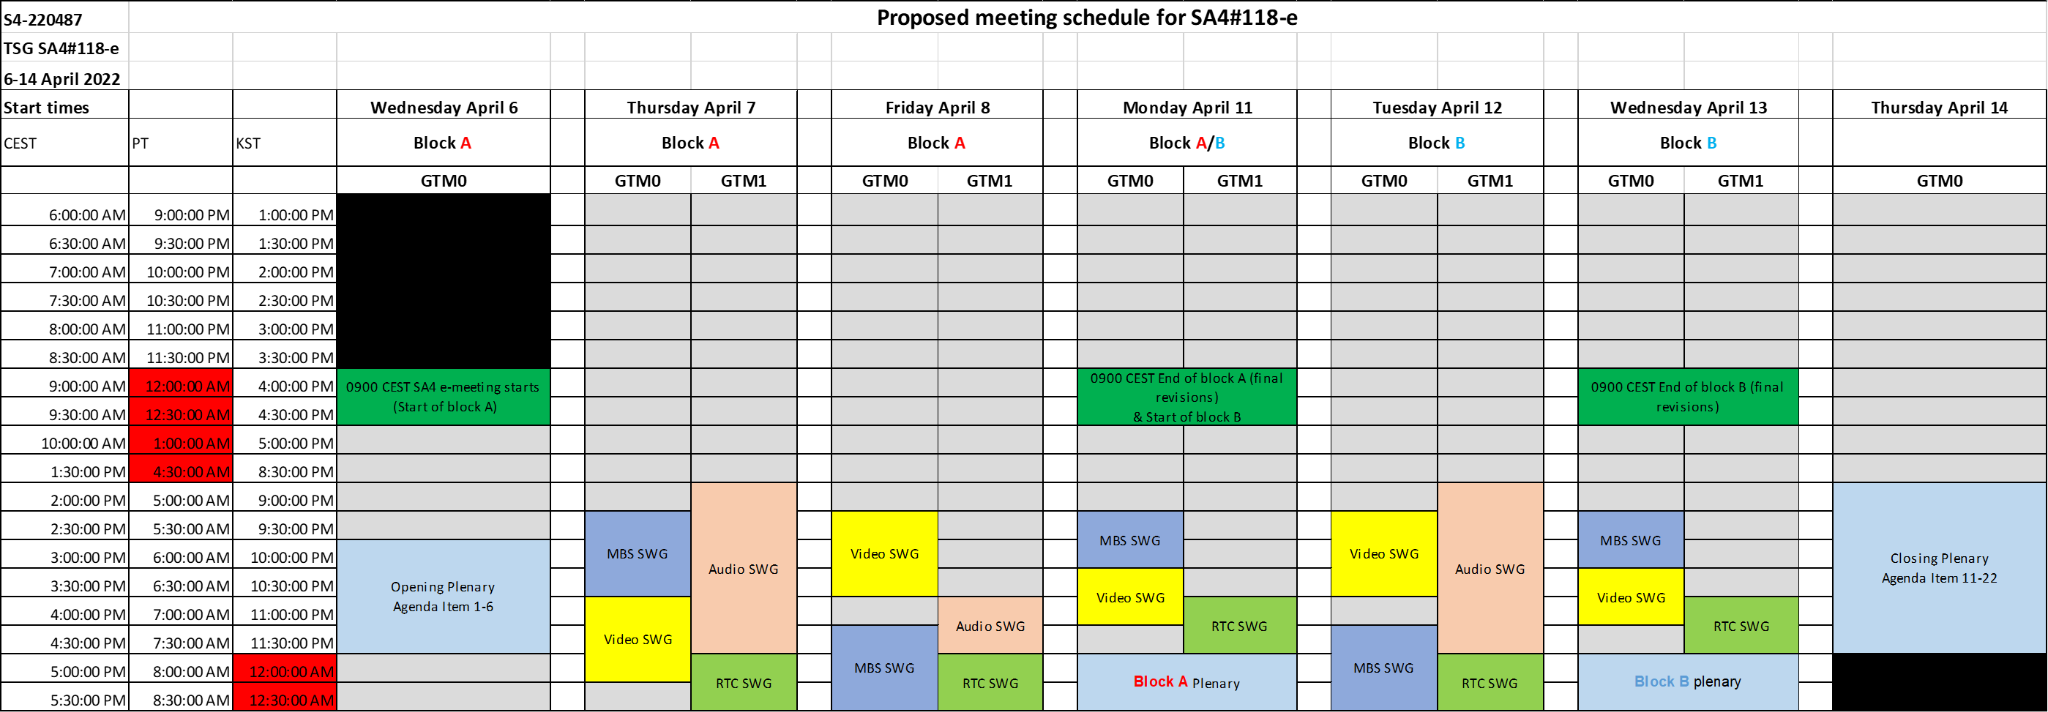 S4-220487 Proposed meeting schedule for SA4#118-e
TSG SA4#118-e
6-14 April 2022
Start times Wednesday April 6 Thursday April 7 Friday April 8 Monday April 11 Tuesday April 12 Wednesday April 13 Thursday April 14
CEST PT KST Block A Block A Block A Block A/B Block B Block B
GTM0 GTM0 GTM1 GTM0 GTM1 GTM0 GTM1 GTM0 GTM1 GTM0 GTM1 GTM0
6:00:00 AM 9:00:00 PM 1:00:00 PM
6:30:00 AM 9:30:00 PM 1:30:00 PM
7:00:00 AM 10:00:00 PM 2:00:00 PM
7:30:00 AM 10:30:00 PM 2:30:00 PM
8:00:00 AM 11:00:00 PM 3:00:00 PM
8:30:00 AM 11:30:00 PM 3:30:00 PM
9:00:00 AM 12:00:00 AM 4:00:00 PM
9:30:00 AM 12:30:00 AM 4:30:00 PM
10:00:00 AM 1:00:00 AM 5:00:00 PM
1:30:00 PM 4:30:00 AM 8:30:00 PM
2:00:00 PM 5:00:00 AM 9:00:00 PM
2:30:00 PM 5:30:00 AM 9:30:00 PM
3:00:00 PM 6:00:00 AM 10:00:00 PM
3:30:00 PM 6:30:00 AM 10:30:00 PM
4:00:00 PM 7:00:00 AM 11:00:00 PM
4:30:00 PM 7:30:00 AM 11:30:00 PM
5:00:00 PM 8:00:00 AM 12:00:00 AM
5:30:00 PM 8:30:00 AM 12:30:00 AM
0900 CEST SA4 e-meeting starts
(Start of block A)
Opening Plenary
Agenda Item 1-6
MBS SWG
Video SWG
Audio SWG
RTC SWG
Video SWG
MBS SWG
Audio SWG
RTC SWG
0900 CEST End of block A (final
revisions)
& Start of block B
MBS SWG
Video SWG
RTC SWG
Block A Plenary
Video SWG
MBS SWG
Audio SWG
RTC SWG
0900 CEST End of block B (final
revisions)
MBS SWG
Video SWG
RTC SWG
Block B plenary
Closing Plenary
Agenda Item 11-22